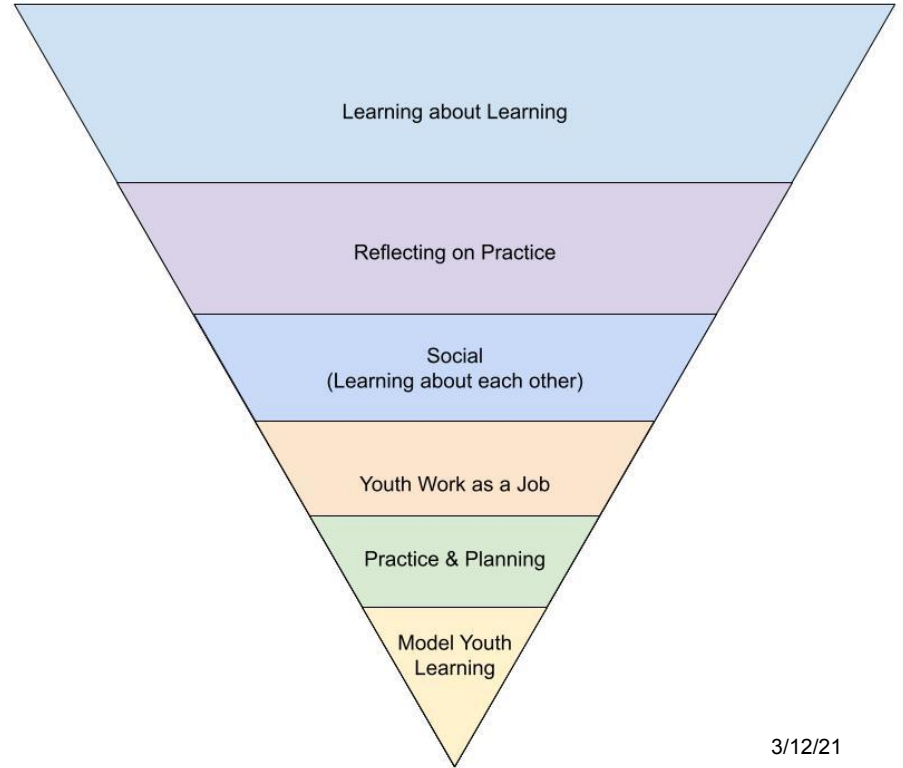 Learning about Learning
Reflecting on Practice
Social
(Learning about each other)
Youth Work as a Job
Practice & Planning
Model Youth
Learning
3/12/21